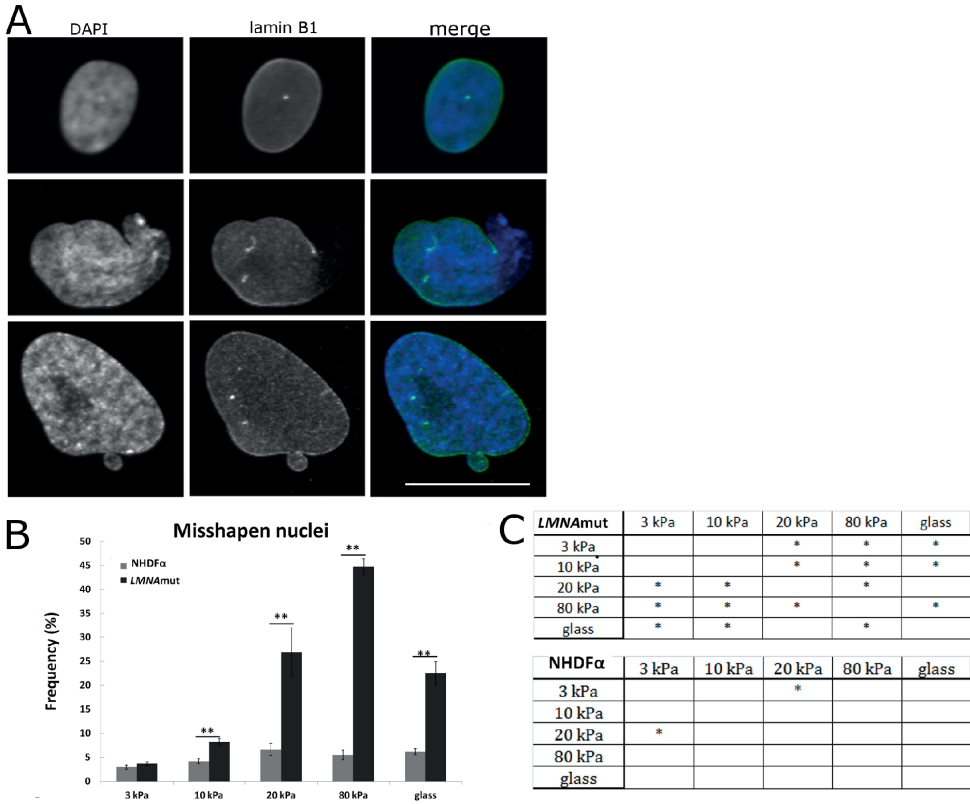 A
DAPI lamin B1 merge
B
Misshapen nuclei
NHDFα
LMNAmut
Frequency (%)
50
45
40
35
30
25
20
15
10
5
0
** ** ** **
3 kPa 10 kPa 20 kPa 80 kPa glass
C
LMNAmut 3 kPa 10 kPa 20 kPa 80 kPa glass
3 kPa * * *
10 kPa * * *
20 kPa * * *
80 kPa * * * *
glass * * *
NHDFα 3 kPa 10 kPa 20 kPa 80 kPa glass
3 kPa *
10 kPa
20 kPa *
80 kPa
glass